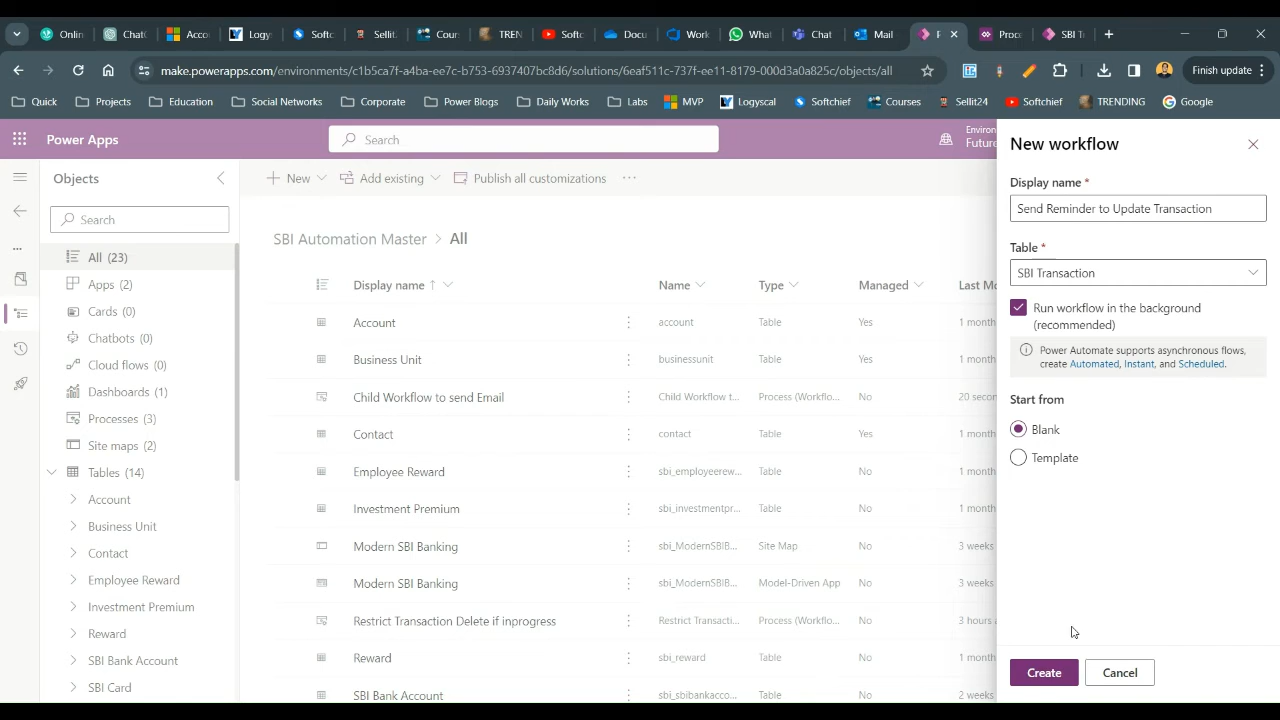 Onlin
ChatC
Acco
Logy
Softc
Sellit
Cour
TREN
Softc
Docu
Work
What
Chat
Mail
P
Proce
SBI T
make.powerapps.com/environments/c1b5ca7f-a4ba-ee7c-b753-6937407bc8d6/solutions/6eaf511c-737f-ee11-8179-000d3a0a825c/objects/all
Finish update
Quick
Projects
Education
Social Networks
Corporate
Power Blogs
Daily Works
Labs
MVP
Logyscal
Softchief
Courses
Sellit24
Softchief
TRENDING
Google
Power Apps
Search
Environ
Future
Objects
Search
All (23)
Apps (2)
Cards (0)
Chatbots (0)
Cloud flows (0)
Dashboards (1)
Processes (3)
Site maps (2)
Tables (14)
Account
Business Unit
Contact
Employee Reward
Investment Premium
Reward
SBI Bank Account
SBI Card
New
Add existing
Publish all customizations
SBI Automation Master > All
Display name ↑ Name Type Managed Last Mo
Account account Table Yes 1 month
Business Unit businessunit Table Yes 1 month
Child Workflow to send Email Child Workflow t... Process (Workflo... No 20 secon
Contact contact Table Yes 1 month
Employee Reward sbi_employeerew... Table No 1 month
Investment Premium sbi_investmentpr... Table No 1 month
Modern SBI Banking sbi_ModernSBIB... Site Map No 3 weeks
Modern SBI Banking sbi_ModernSBIB... Model-Driven App No 3 weeks
Restrict Transaction Delete if inprogress Restrict Transacti... Process (Workflo... No 3 hours
Reward sbi_reward Table No 1 month
SBI Bank Account sbi_sbibankacco... Table No 2 weeks
New workflow
Display name *
Send Reminder to Update Transaction
Table *
SBI Transaction
Run workflow in the background
(recommended)
Power Automate supports asynchronous flows,
create Automated, Instant, and Scheduled.
Start from
Blank
Template
Create
Cancel